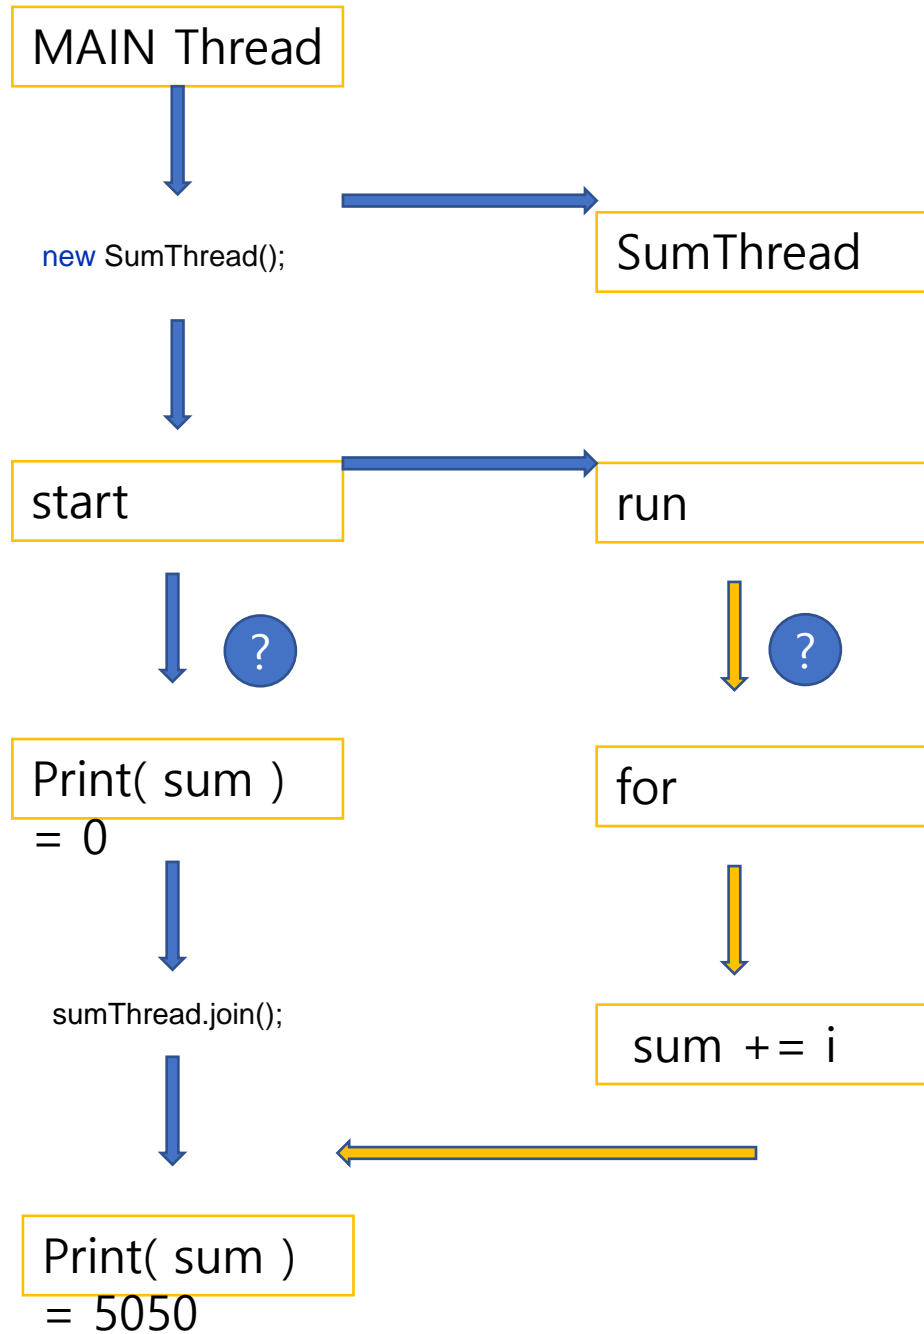 MAIN Thread
new SumThread();
SumThread
start
run
?
?
Print( sum )
= 0
for
sumThread.join();
sum += i
Print( sum )
= 5050